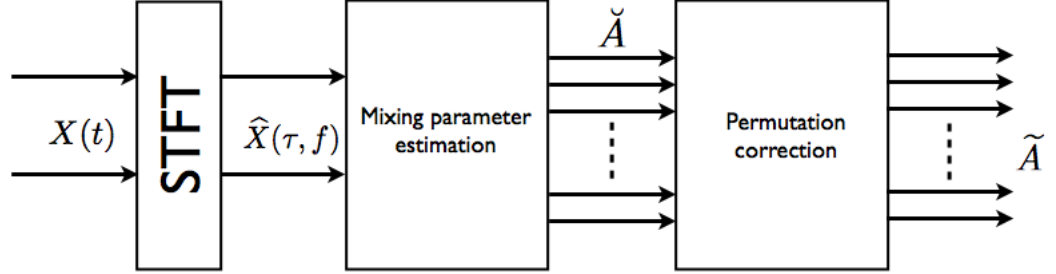 X(t)
STFT
X̂(τ, f)
Mixing parameter
estimation
Ă
Permutation
correction
Ã